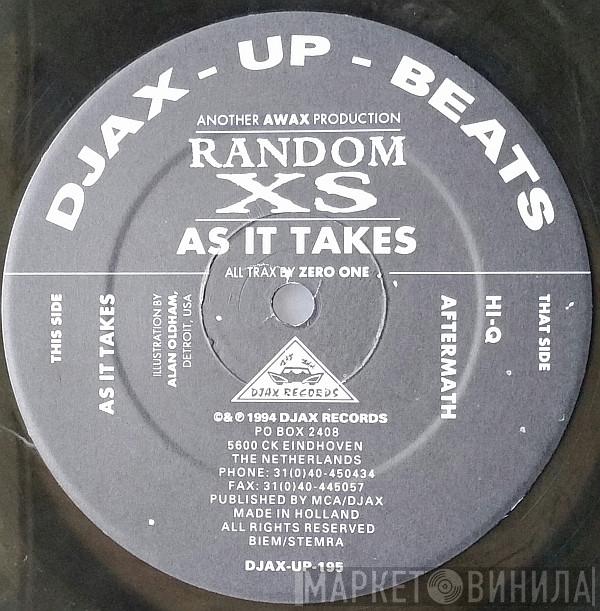 DJAX - UP - BEATS
ANOTHER AWAX PRODUCTION
RANDOM
XS
AS IT TAKES
ALL TRAX BY ZERO ONE
THIS SIDE
AS IT TAKES
ILLUSTRATION BY
ALAN OLDHAM,
DETROIT, USA
THAT SIDE
HI-Q
AFTERMATH
DJAX RECORDS
©& ℗ 1994 DJAX RECORDS
PO BOX 2408
5600 CK EINDHOVEN
THE NETHERLANDS
PHONE: 31(0)40-450434
FAX: 31(0)40-445057
PUBLISHED BY MCA/DJAX
MADE IN HOLLAND
ALL RIGHTS RESERVED
BIEM/STEMRA
DJAX-UP-195
МАРКЕТ ВИНИЛА